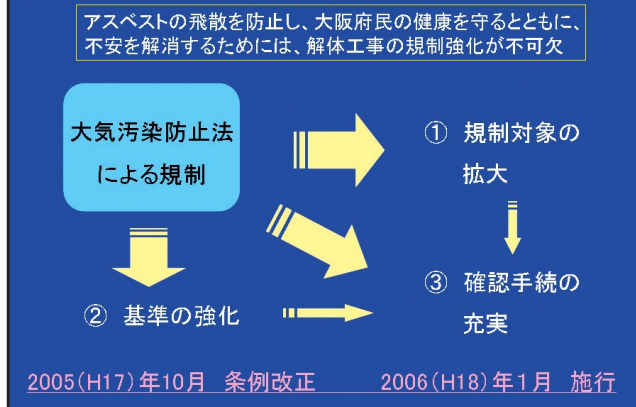 アスベストの飛散を防止し、大阪府民の健康を守るとともに、
不安を解消するためには、解体工事の規制強化が不可欠
大気汚染防止法
による規制
① 規制対象の
拡大
② 基準の強化
③ 確認手続の
充実
2005(H17)年10月 条例改正
2006(H18)年1月 施行